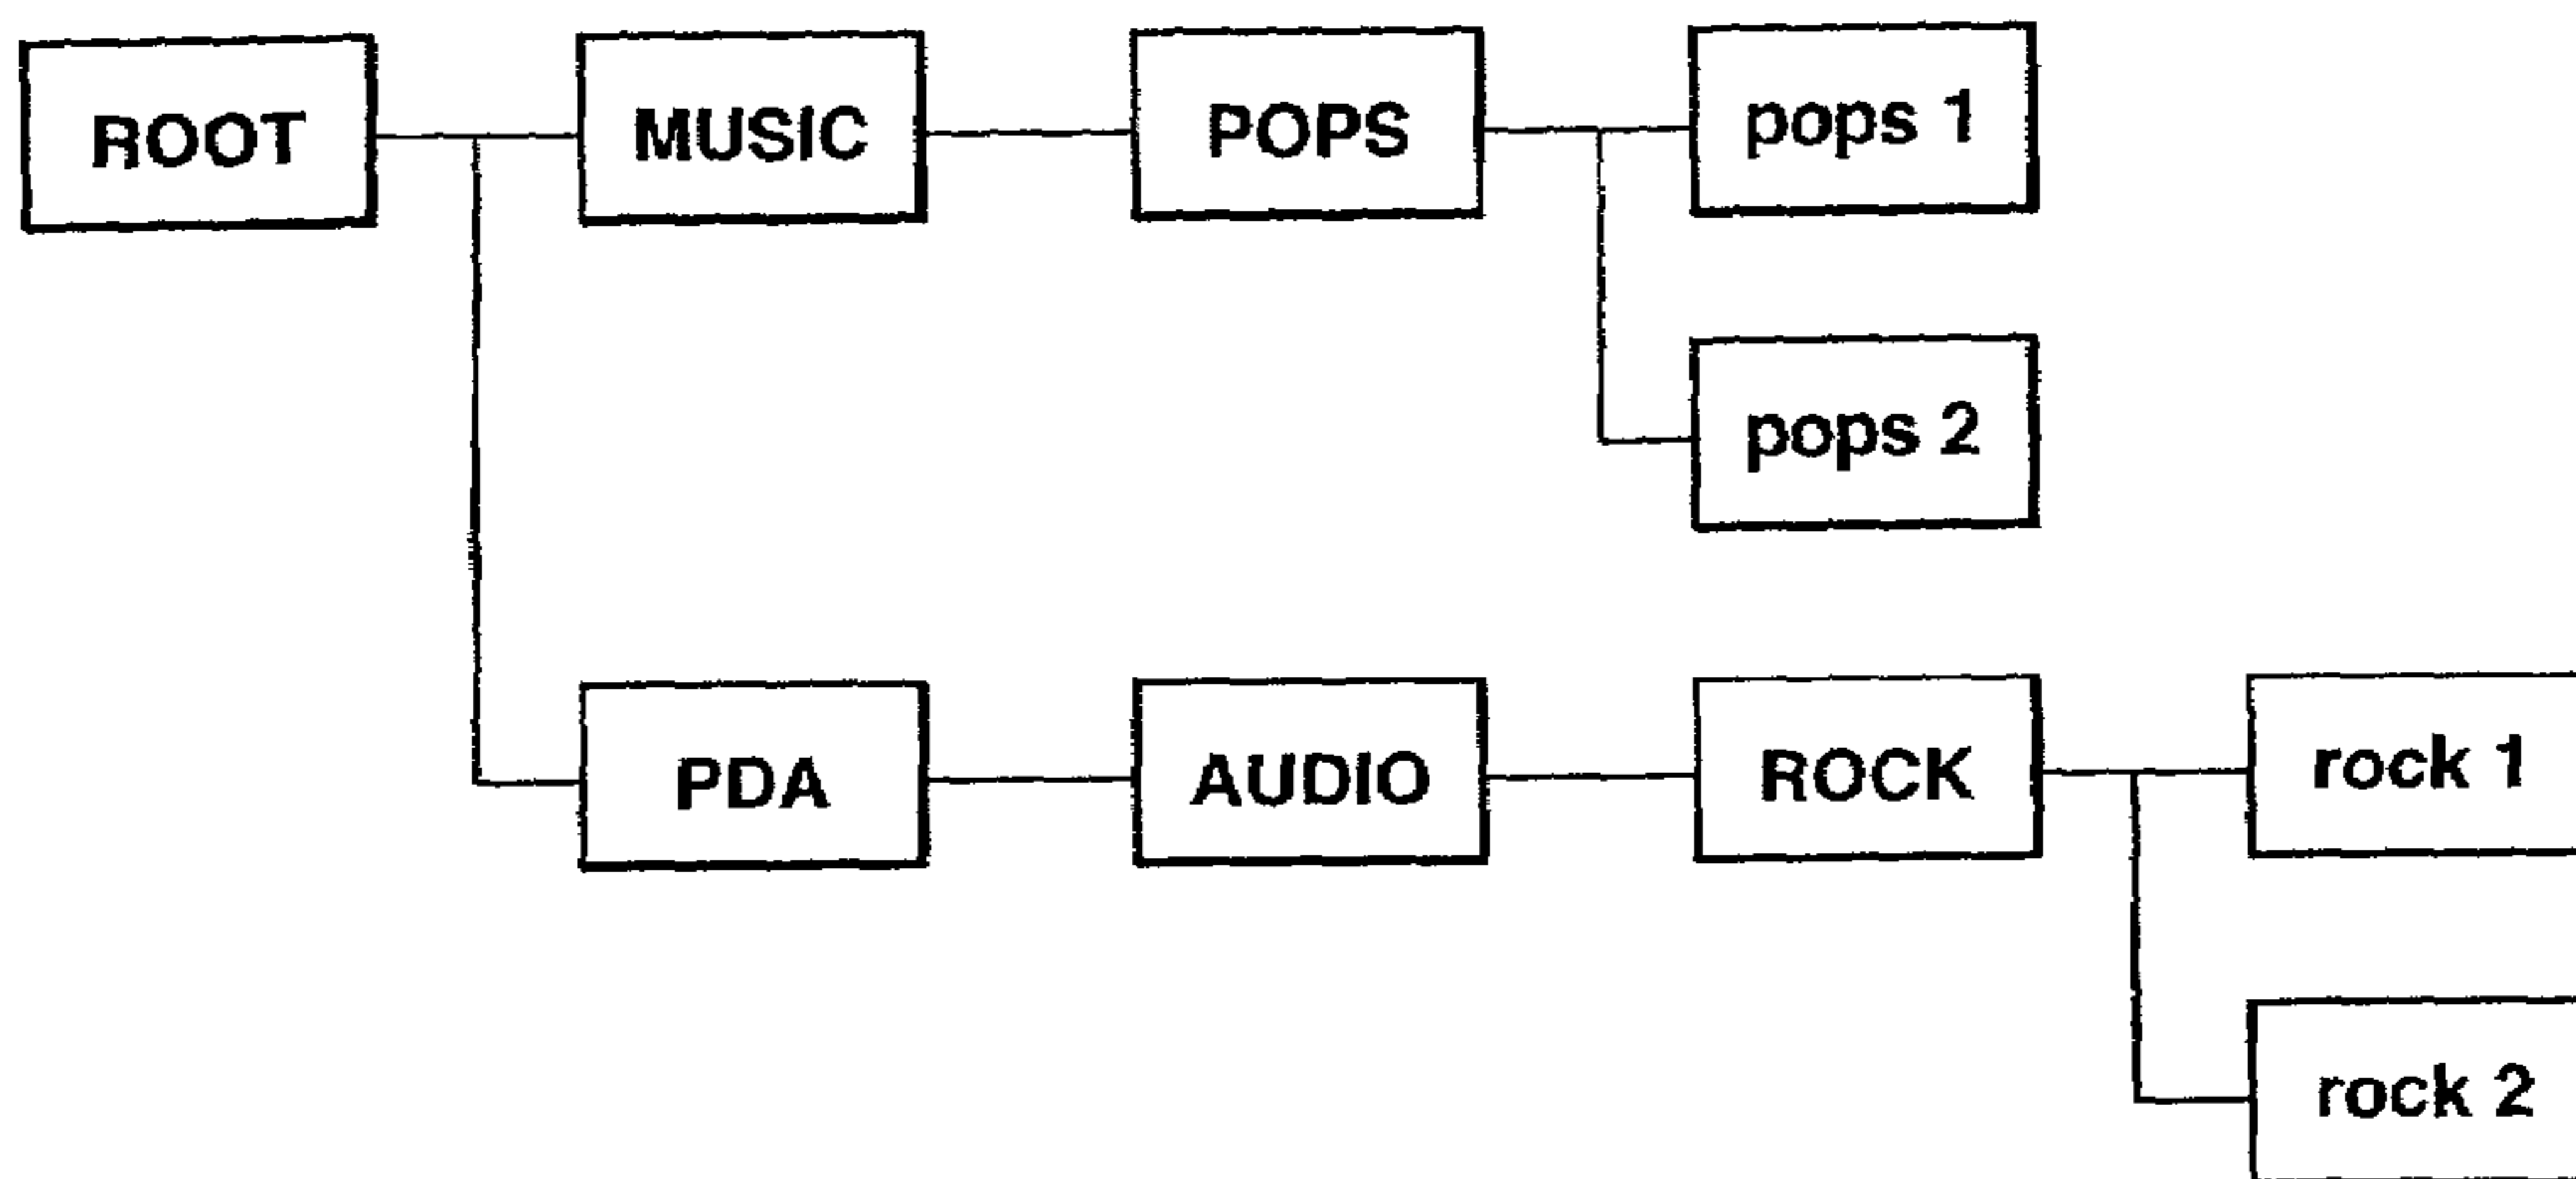 ROOT
MUSIC
POPS
pops 1
pops 2
PDA
AUDIO
ROCK
rock 1
rock 2